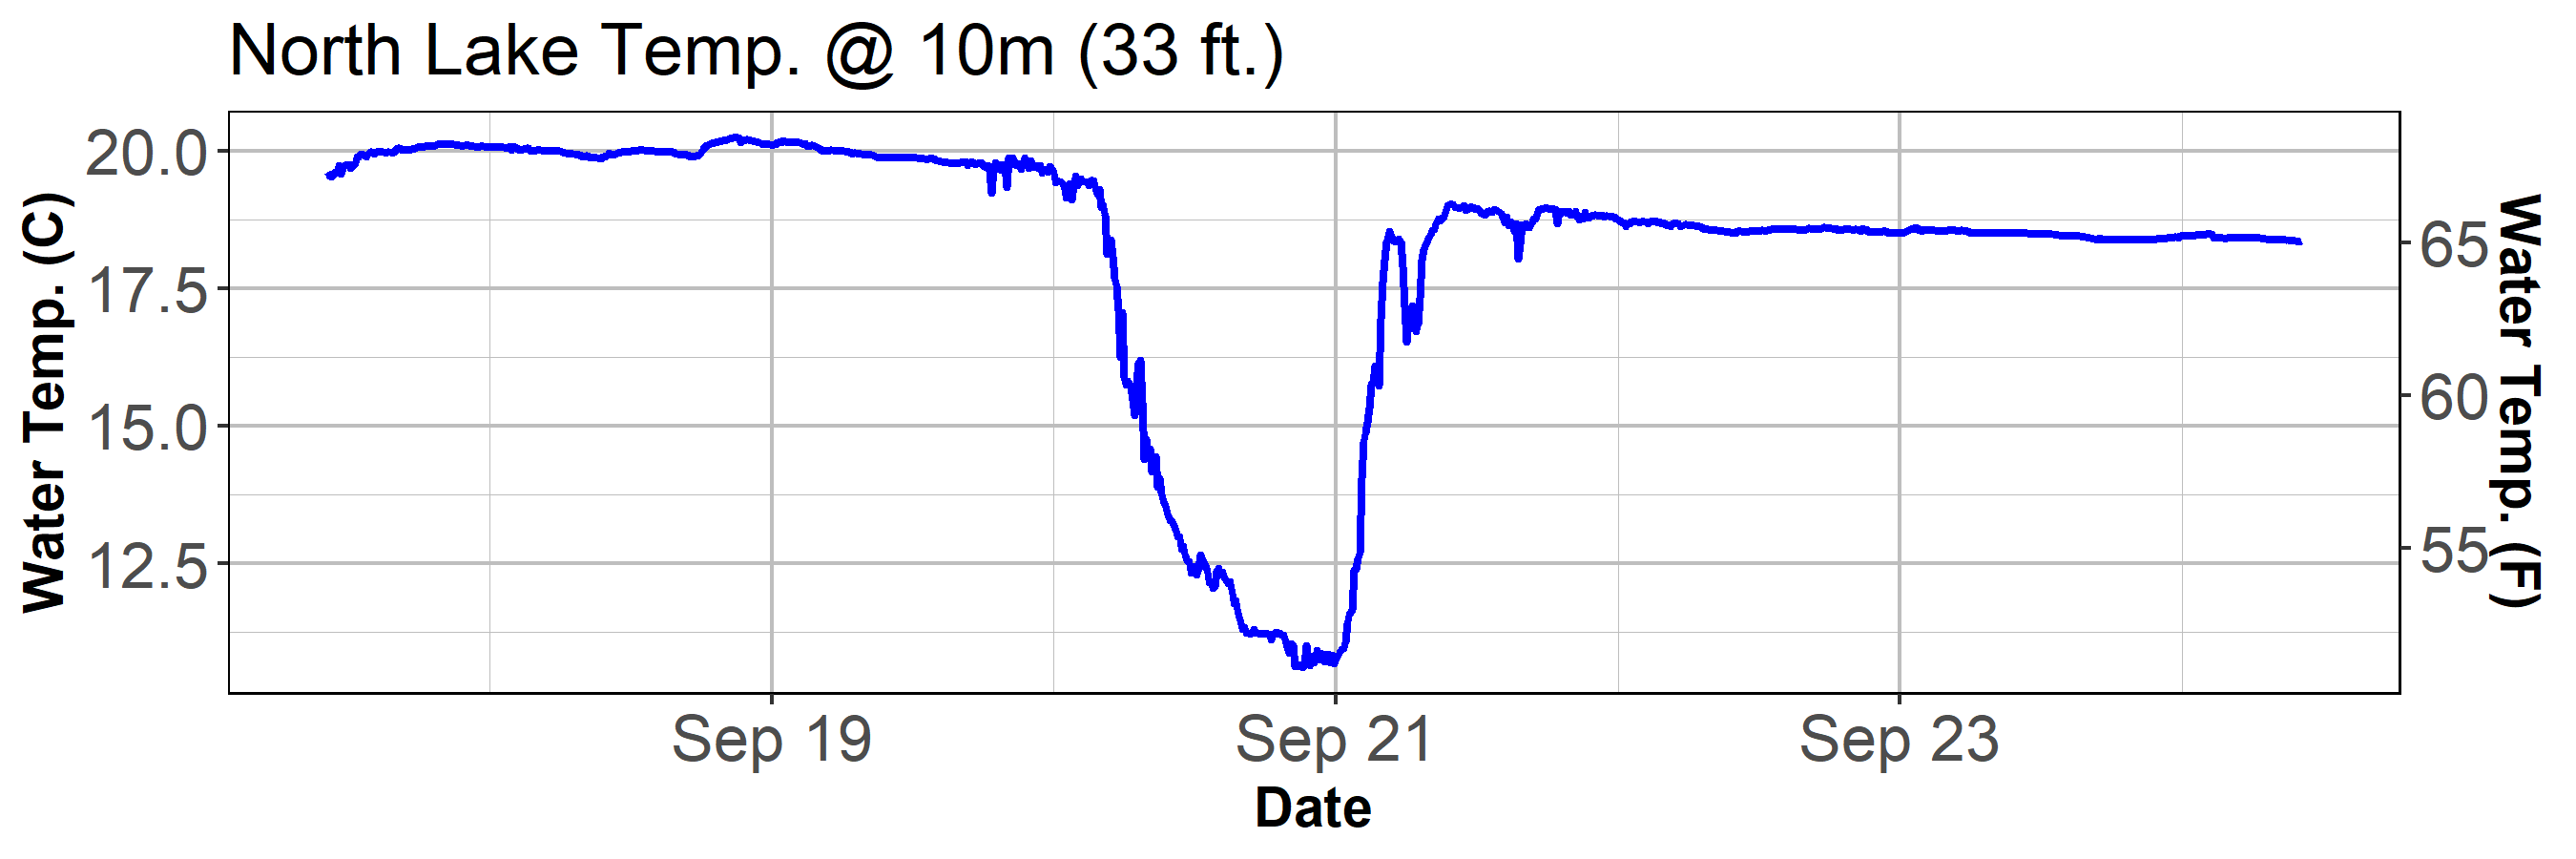 North Lake Temp. @ 10m (33 ft.)
Water Temp. (C)
20.0
17.5
15.0
12.5
65
60
55
Water Temp. (F)
Sep 19
Sep 21
Sep 23
Date